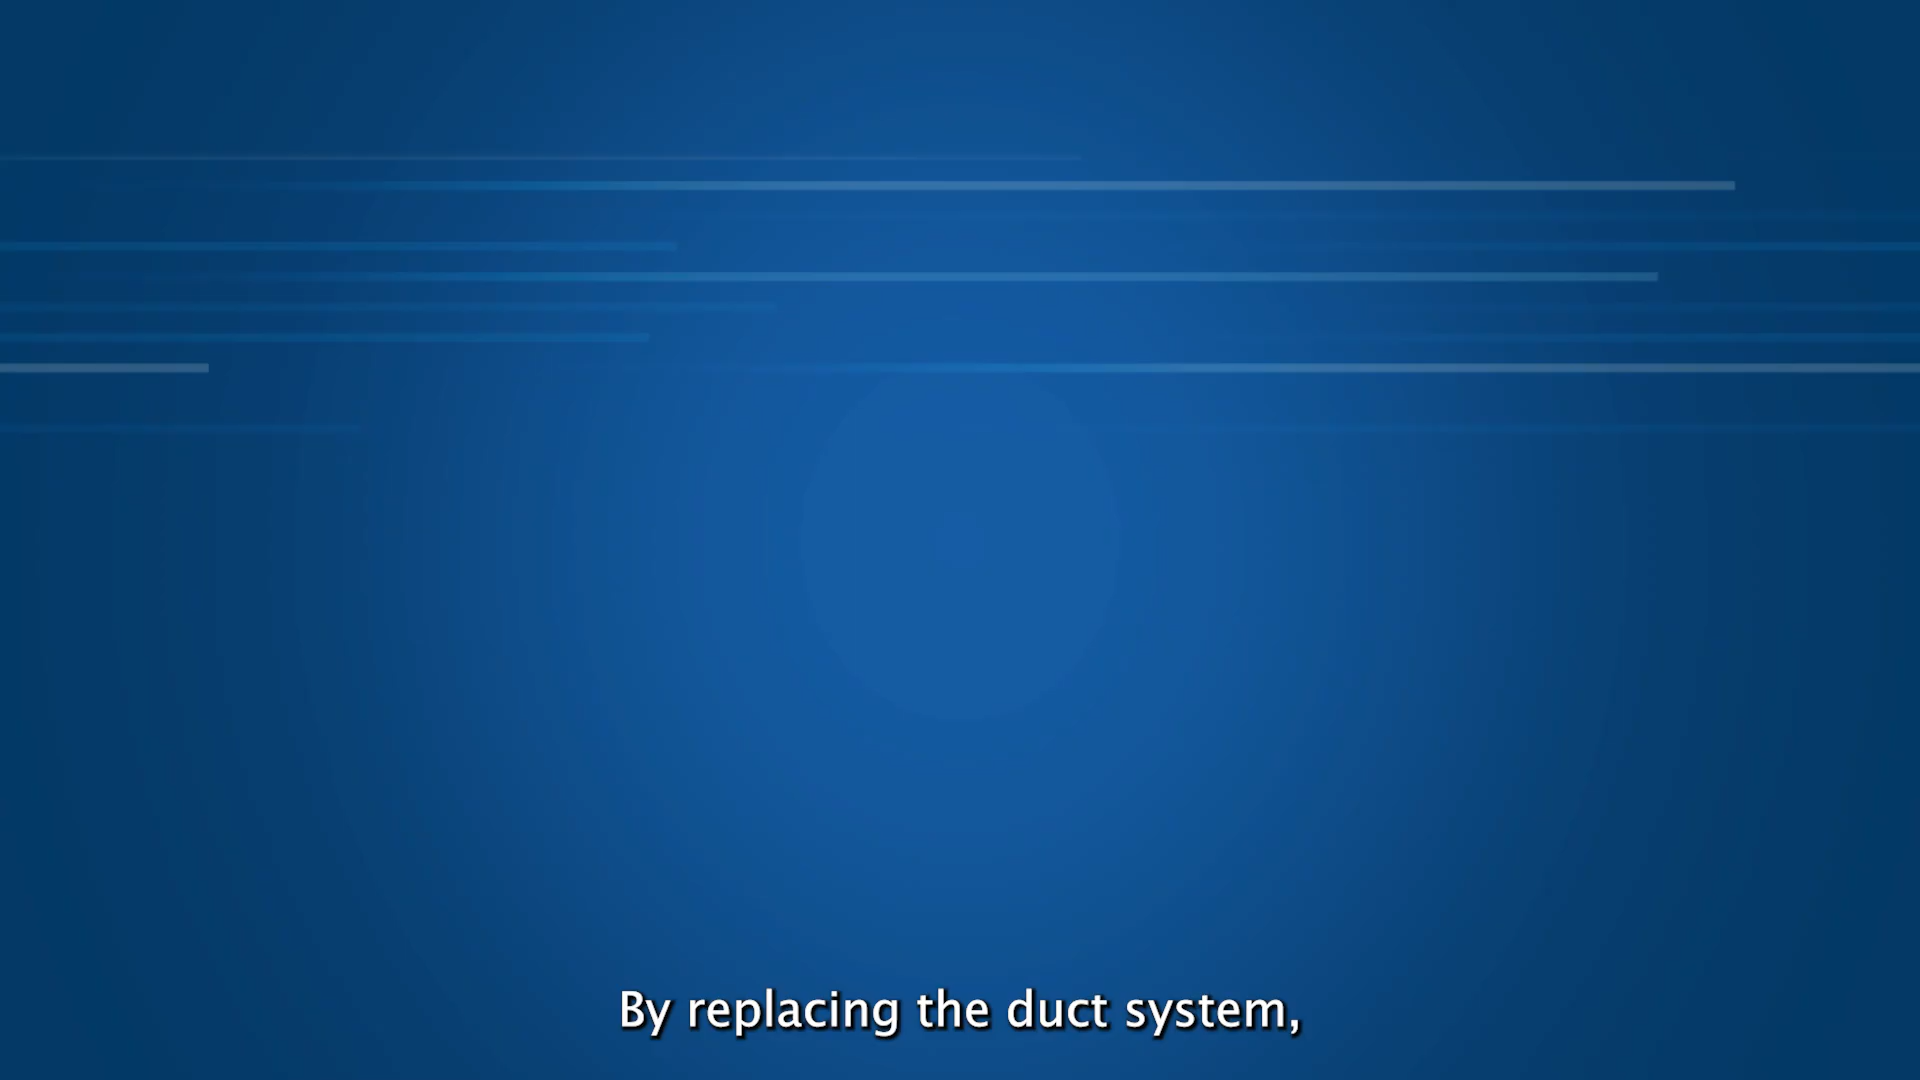 By replacing the duct system,